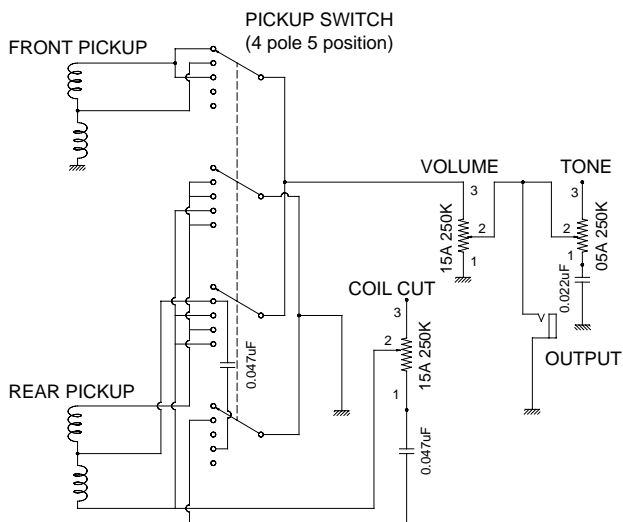 PICKUP SWITCH
(4 pole 5 position)
FRONT PICKUP
VOLUME
TONE
3
2
1
15A 250K
3
2
1
05A 250K
0.022uF
COIL CUT
3
2
1
15A 250K
0.047uF
0.047uF
OUTPUT
REAR PICKUP